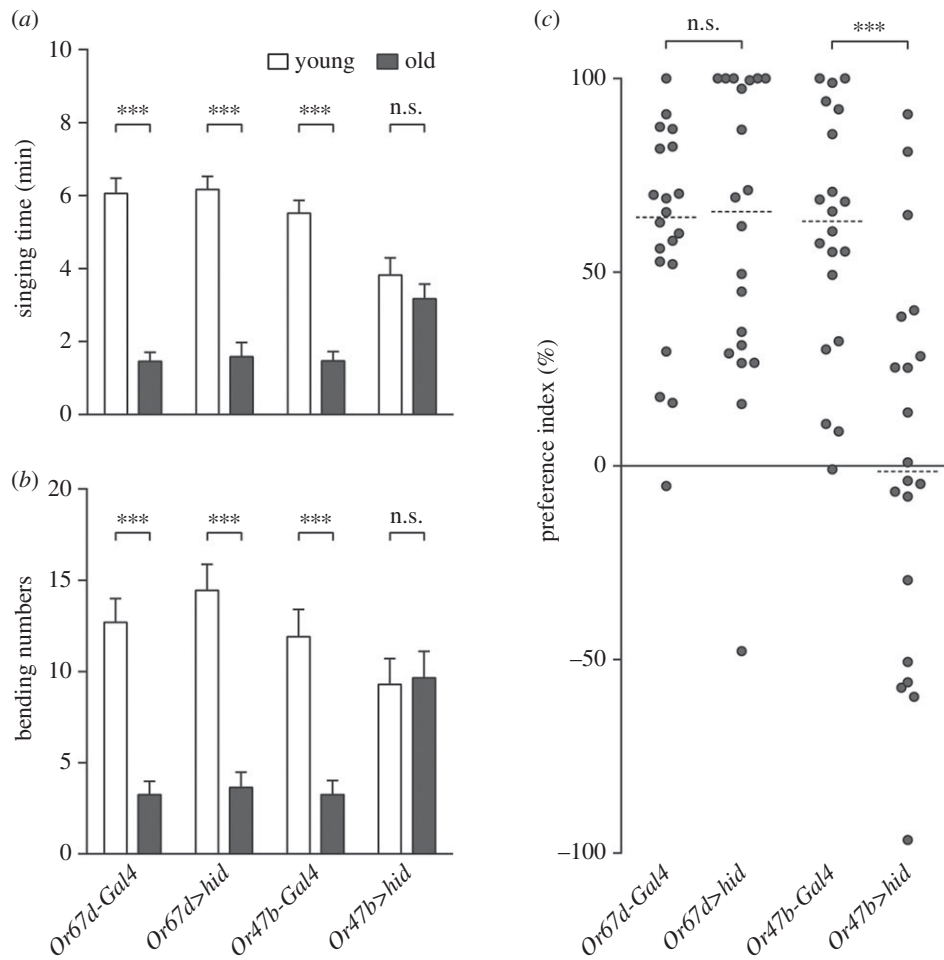 (a)
10
8
6
4
2
0
singing time (min)
young
old
***
***
***
n.s.
(b)
20
15
10
5
0
bending numbers
***
***
***
n.s.
Or67d-Gal4
Or67d>hid
Or47b-Gal4
Or47b>hid
(c)
n.s.
***
100
50
0
–50
–100
preference index (%)
Or67d-Gal4
Or67d>hid
Or47b-Gal4
Or47b>hid